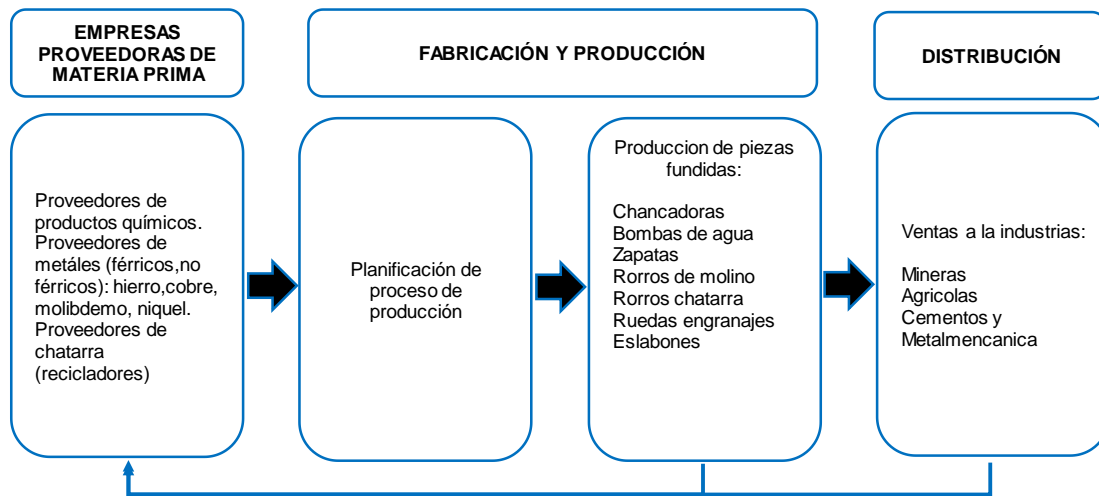 EMPRESAS
PROVEEDORAS DE
MATERIA PRIMA
FABRICACIÓN Y PRODUCCIÓN
DISTRIBUCIÓN
Proveedores de
productos químicos.
Proveedores de
metáles (férricos,no
férricos): hierro,cobre,
molibdemo, niquel.
Proveedores de
chatarra
(recicladores)
Planificación de
proceso de
producción
Produccion de piezas
fundidas:
Chancadoras
Bombas de agua
Zapatas
Rorros de molino
Rorros chatarra
Ruedas engranajes
Eslabones
Ventas a la industrias:
Mineras
Agricolas
Cementos y
Metalmencanica